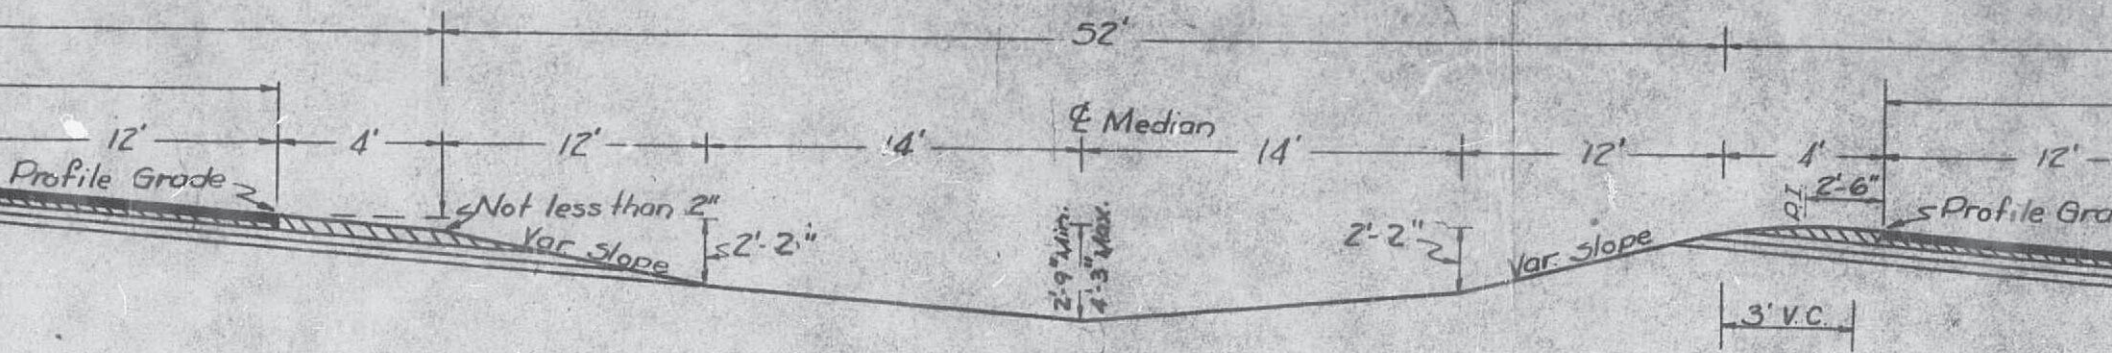 52'
℄ Median
12'
4'
12'
14'
14'
12'
4'
12'
Profile Grade
Not less than 2"
Var. Slope
2'-2"
2'-9" Min.
4'-3" Max.
2'-2"
Var. Slope
P.I.
2'-6"
Profile Gra
3' V.C.